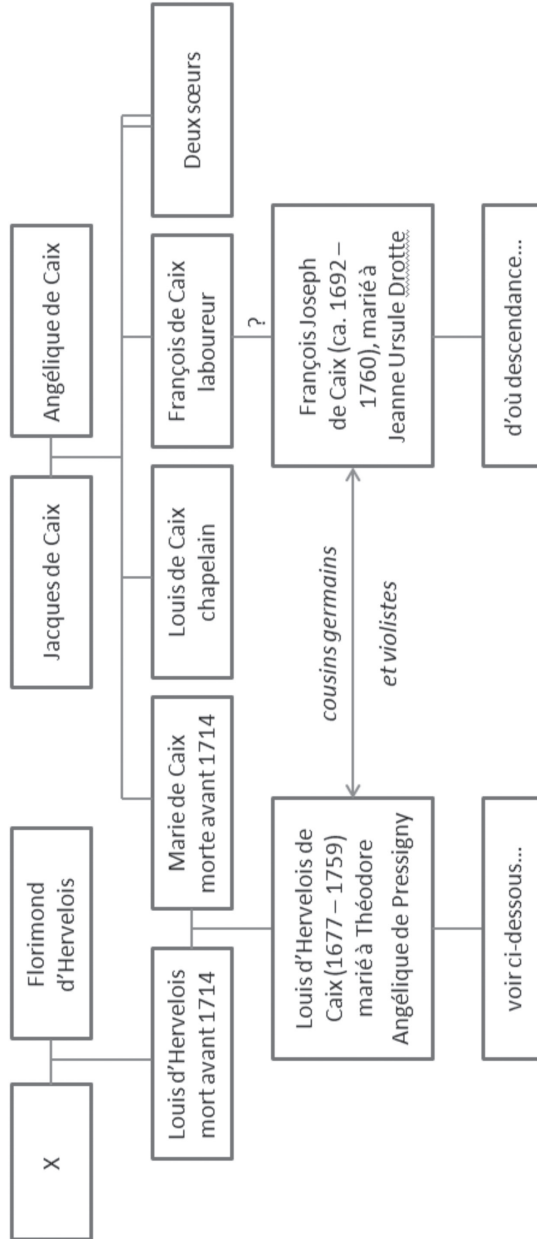 X
Florimond
d'Hervelois
Jacques de Caix
Angélique de Caix
Louis d'Hervelois
mort avant 1714
Marie de Caix
morte avant 1714
Louis de Caix
chapelain
François de Caix
laboureur
Deux sœurs
?
Louis d'Hervelois de
Caix (1677 – 1759)
marié à Théodore
Angélique de Pressigny
cousins germains
et violistes
François Joseph
de Caix (ca. 1692 –
1760), marié à
Jeanne Ursule Drotte
voir ci-dessous...
d'où descendance...